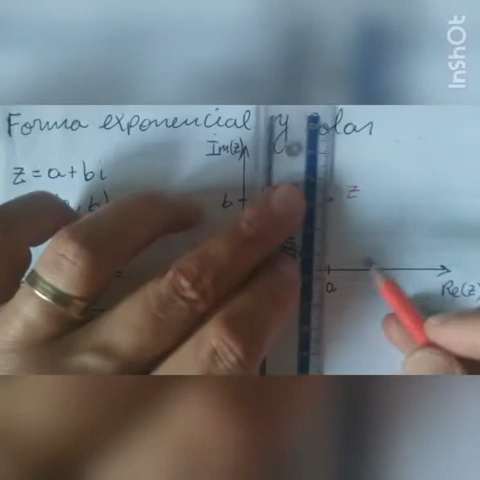 InShOt
Forma exponencial y polar
Im(z)
z = a + bi
b)
b
z
=
a
Re(z)